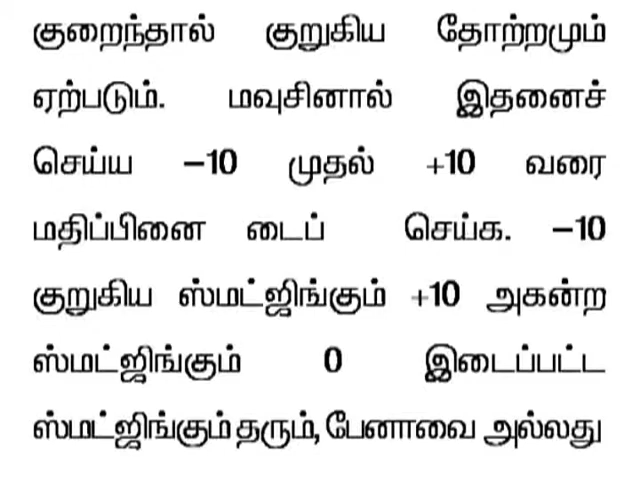 குறைந்தால் குறுகிய தோற்றமும்
ஏற்படும். மவுசினால் இதனைச்
செய்ய –10 முதல் +10 வரை
மதிப்பினை டைப் செய்க. –10
குறுகிய ஸ்மட்ஜிங்கும் +10 அகன்ற
ஸ்மட்ஜிங்கும் 0 இடைப்பட்ட
ஸ்மட்ஜிங்கும் தரும், பேனாவை அல்லது